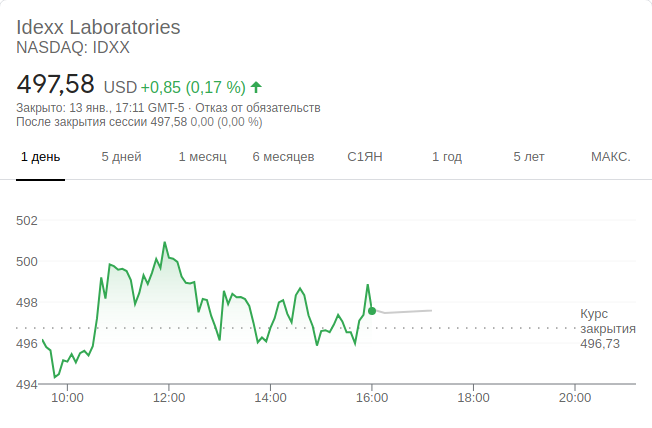 Idexx Laboratories
NASDAQ: IDXX
497,58 USD +0,85 (0,17 %)
Закрыто: 13 янв., 17:11 GMT-5 · Отказ от обязательств
После закрытия сессии 497,58 0,00 (0,00 %)
1 день 5 дней 1 месяц 6 месяцев С1ЯН 1 год 5 лет МАКС.
502
500
498
496
494
Курс
закрытия
496,73
10:00 12:00 14:00 16:00 18:00 20:00